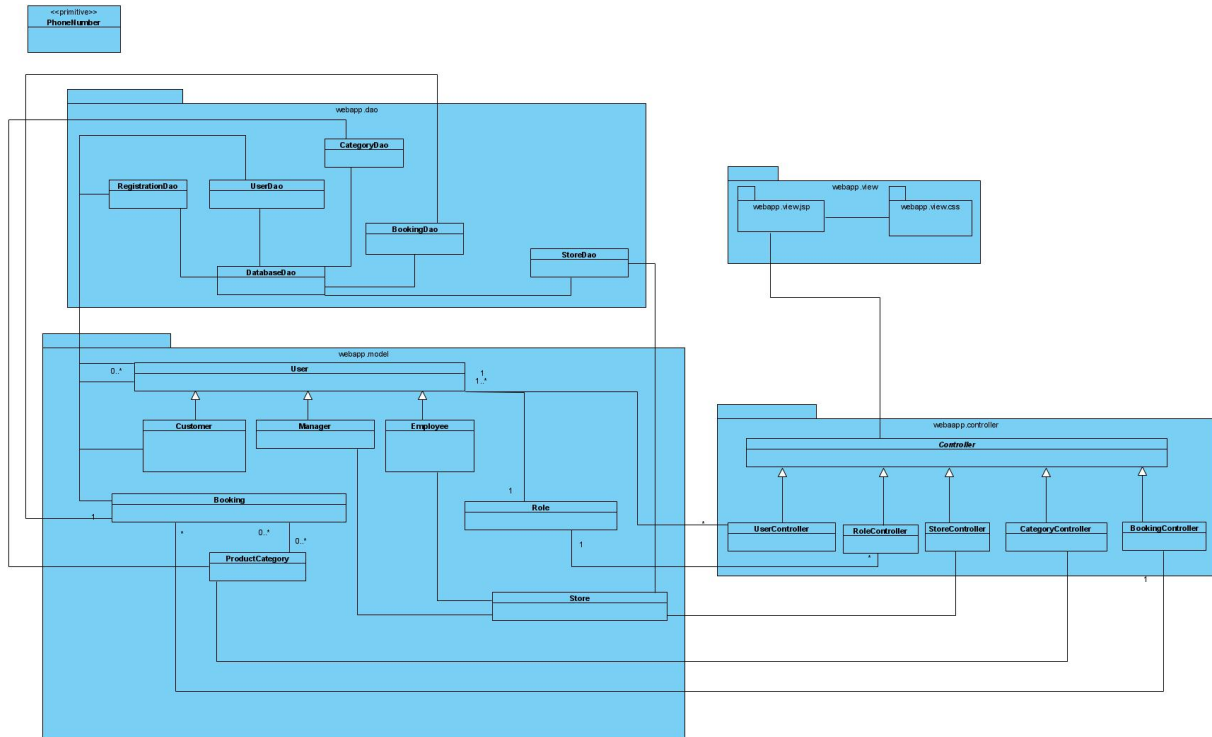 <<primitive>>
PhoneNumber
webapp.dao
CategoryDao
RegistrationDao
UserDao
BookingDao
StoreDao
DatabaseDao
webapp.view
webapp.view.jsp
webapp.view.css
webapp.model
User
0..*
1
1..*
Customer
Manager
Employee
Booking
1
*
0..*
0..*
ProductCategory
1
Role
1
Store
webaapp.controller
Controller
*
UserController
RoleController
StoreController
CategoryController
BookingController
*
1